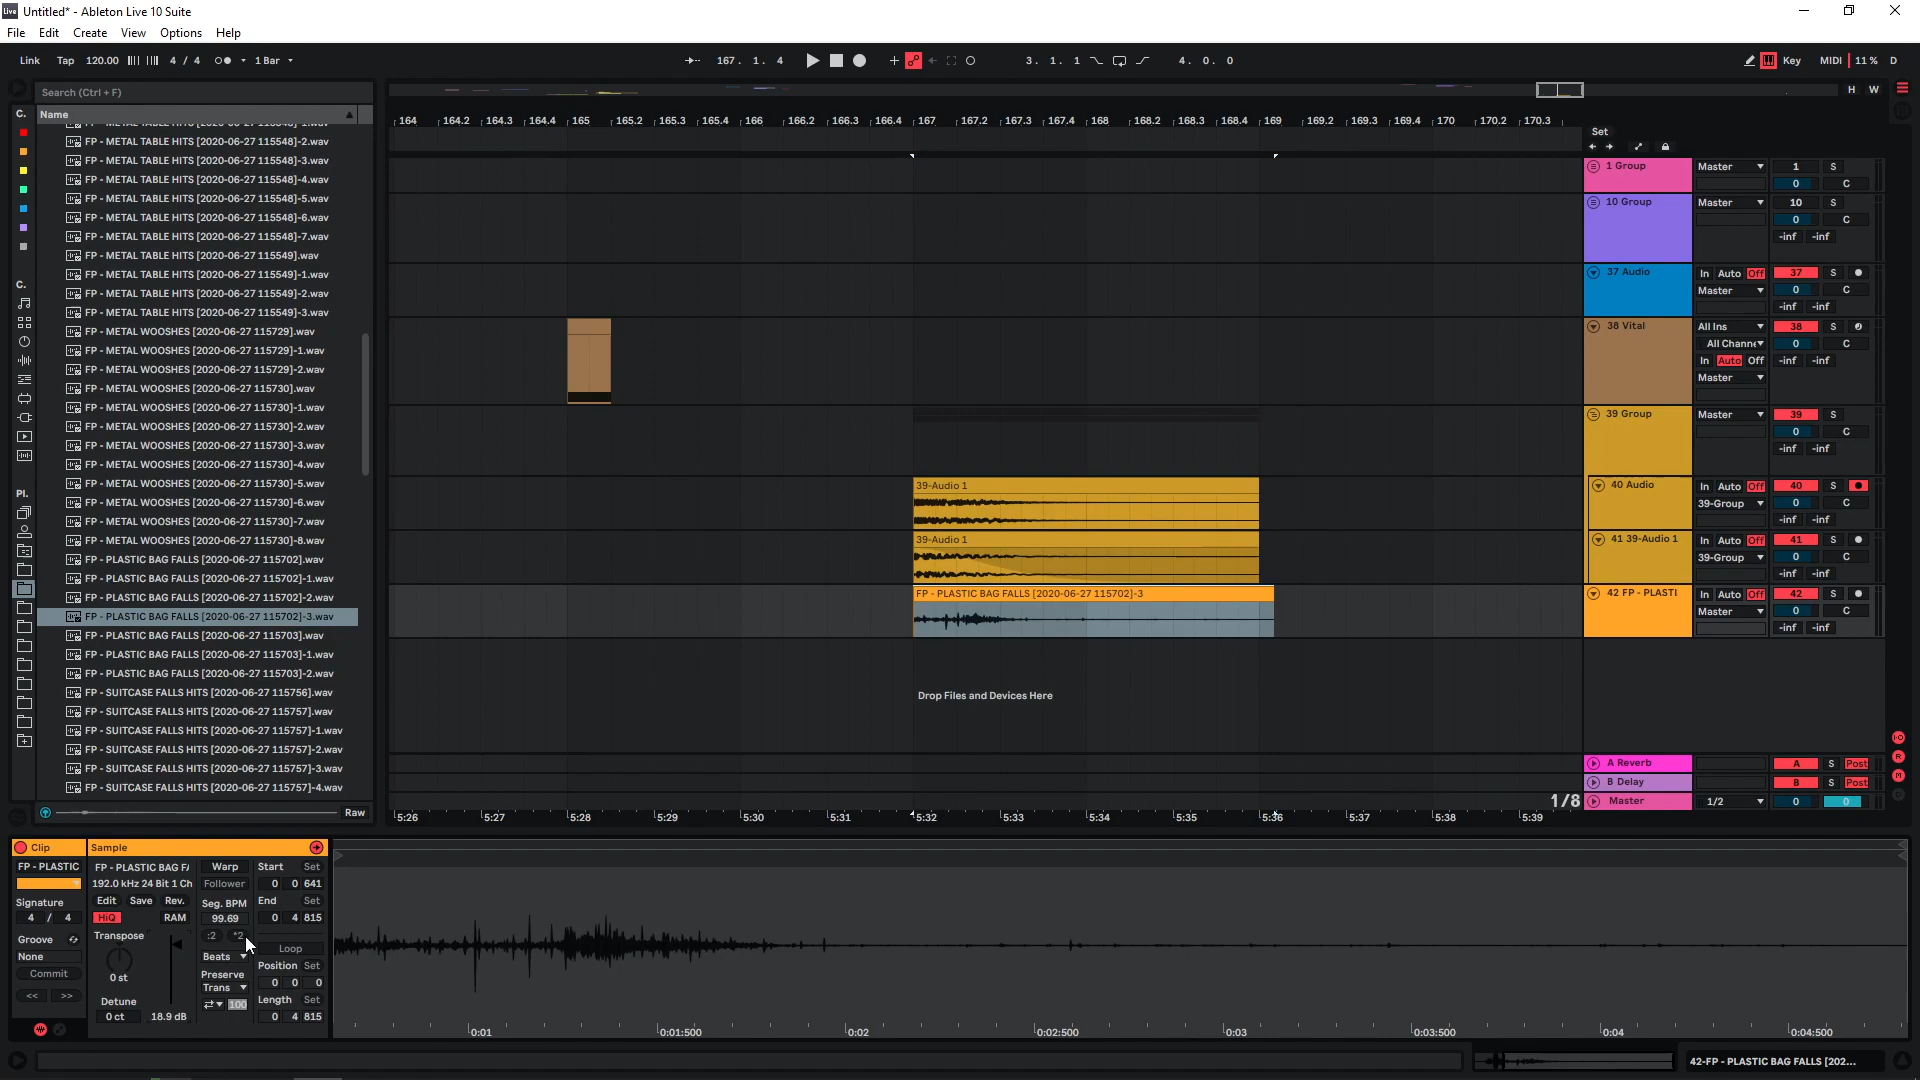 Live Untitled* - Ableton Live 10 Suite
File Edit Create View Options Help
Link Tap 120.00 4 / 4 1 Bar 167. 1. 4 3. 1. 1 4. 0. 0 Key MIDI 11 % D
Search (Ctrl + F) H W
C. Name
164 164.2 164.3 164.4 165 165.2 165.3 165.4 166 166.2 166.3 166.4 167 167.2 167.3 167.4 168 168.2 168.3 168.4 169 169.2 169.3 169.4 170 170.2 170.3
Set
FP - METAL TABLE HITS [2020-06-27 115548]-2.wav
FP - METAL TABLE HITS [2020-06-27 115548]-3.wav
FP - METAL TABLE HITS [2020-06-27 115548]-4.wav
FP - METAL TABLE HITS [2020-06-27 115548]-5.wav
FP - METAL TABLE HITS [2020-06-27 115548]-6.wav
FP - METAL TABLE HITS [2020-06-27 115548]-7.wav
FP - METAL TABLE HITS [2020-06-27 115549].wav
FP - METAL TABLE HITS [2020-06-27 115549]-1.wav
FP - METAL TABLE HITS [2020-06-27 115549]-2.wav
FP - METAL TABLE HITS [2020-06-27 115549]-3.wav
FP - METAL WOOSHES [2020-06-27 115729].wav
FP - METAL WOOSHES [2020-06-27 115729]-1.wav
FP - METAL WOOSHES [2020-06-27 115729]-2.wav
FP - METAL WOOSHES [2020-06-27 115730].wav
FP - METAL WOOSHES [2020-06-27 115730]-1.wav
FP - METAL WOOSHES [2020-06-27 115730]-2.wav
FP - METAL WOOSHES [2020-06-27 115730]-3.wav
FP - METAL WOOSHES [2020-06-27 115730]-4.wav
FP - METAL WOOSHES [2020-06-27 115730]-5.wav
FP - METAL WOOSHES [2020-06-27 115730]-6.wav
FP - METAL WOOSHES [2020-06-27 115730]-7.wav
FP - METAL WOOSHES [2020-06-27 115730]-8.wav
FP - PLASTIC BAG FALLS [2020-06-27 115702].wav
FP - PLASTIC BAG FALLS [2020-06-27 115702]-1.wav
FP - PLASTIC BAG FALLS [2020-06-27 115702]-2.wav
FP - PLASTIC BAG FALLS [2020-06-27 115702]-3.wav
FP - PLASTIC BAG FALLS [2020-06-27 115703].wav
FP - PLASTIC BAG FALLS [2020-06-27 115703]-1.wav
FP - PLASTIC BAG FALLS [2020-06-27 115703]-2.wav
FP - SUITCASE FALLS HITS [2020-06-27 115756].wav
FP - SUITCASE FALLS HITS [2020-06-27 115757].wav
FP - SUITCASE FALLS HITS [2020-06-27 115757]-1.wav
FP - SUITCASE FALLS HITS [2020-06-27 115757]-2.wav
FP - SUITCASE FALLS HITS [2020-06-27 115757]-3.wav
FP - SUITCASE FALLS HITS [2020-06-27 115757]-4.wav
Raw
C.
Pl.
39-Audio 1
39-Audio 1
FP - PLASTIC BAG FALLS [2020-06-27 115702]-3
Drop Files and Devices Here
1/8
5:26 5:27 5:28 5:29 5:30 5:31 5:32 5:33 5:34 5:35 5:36 5:37 5:38 5:39
1 Group Master 1 S
0 C
10 Group Master 10 S
0 C
-inf -inf
37 Audio In Auto Off 37 S
Master 0 C
-inf -inf
38 Vital All Ins 38 S
All Channe 0 C
In Auto Off -inf -inf
Master
39 Group Master 39 S
0 C
-inf -inf
40 Audio In Auto Off 40 S
39-Group 0 C
-inf -inf
41 39-Audio 1 In Auto Off 41 S
39-Group 0 C
-inf -inf
42 FP - PLASTI In Auto Off 42 S
Master 0 C
-inf -inf
A Reverb A S Post
B Delay B S Post
Master 1/2 0 0
Clip Sample
FP - PLASTIC FP - PLASTIC BAG FA Warp Start Set
192.0 kHz 24 Bit 1 Ch Follower 0 0 641
Signature Edit Save Rev. Seg. BPM End Set
4 / 4 HiQ RAM 99.69 0 4 815
Groove Transpose :2 *2 Loop
None Beats Position Set
Commit 0 st Preserve 0 0 0
<< >> Detune Trans Length Set
0 ct 18.9 dB 100 0 4 815
0:01 0:01:500 0:02 0:02:500 0:03 0:03:500 0:04 0:04:500
42-FP - PLASTIC BAG FALLS [202...